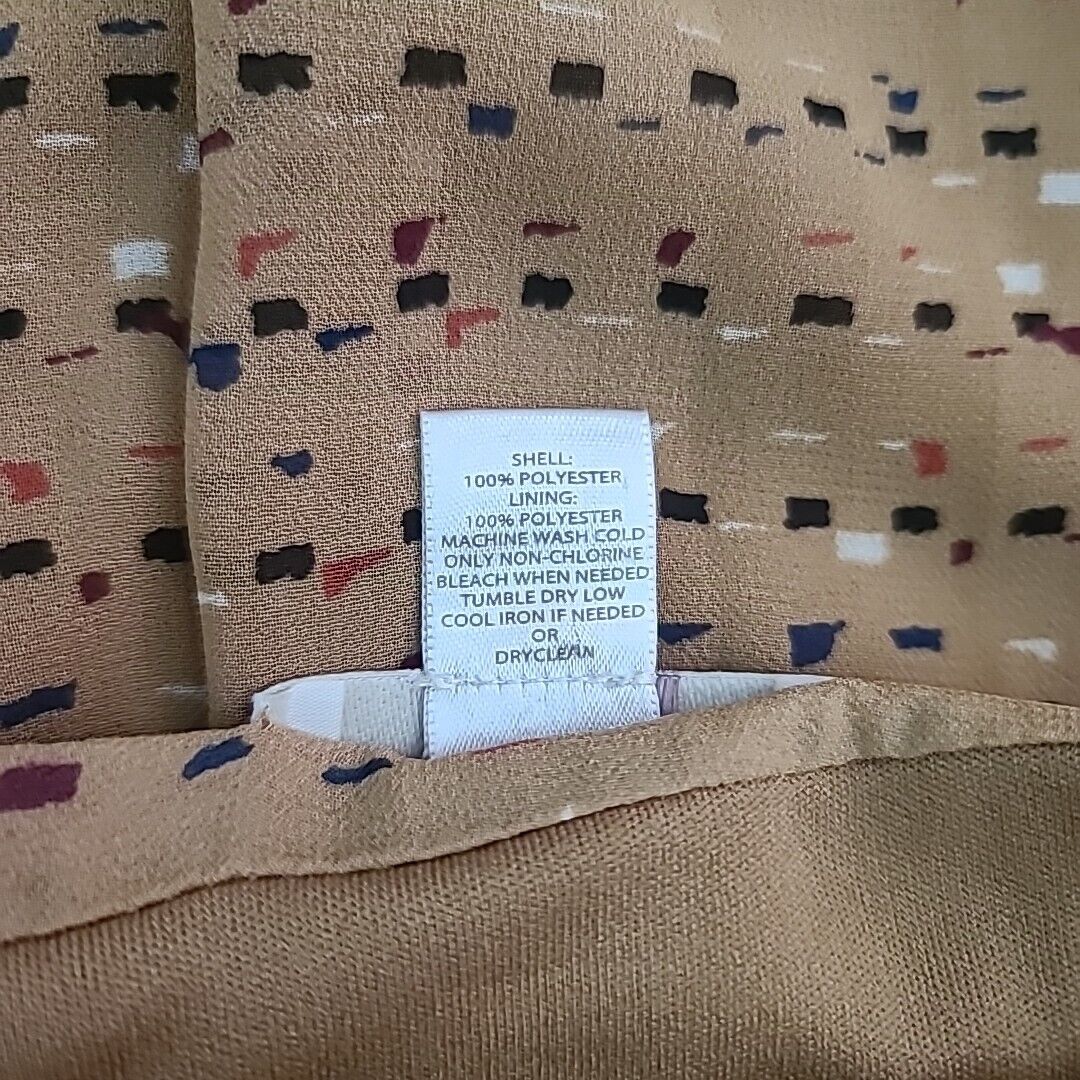 SHELL:
100% POLYESTER
LINING:
100% POLYESTER
MACHINE WASH COLD
ONLY NON-CHLORINE
BLEACH WHEN NEEDED
TUMBLE DRY LOW
COOL IRON IF NEEDED
OR
DRYCLEAN